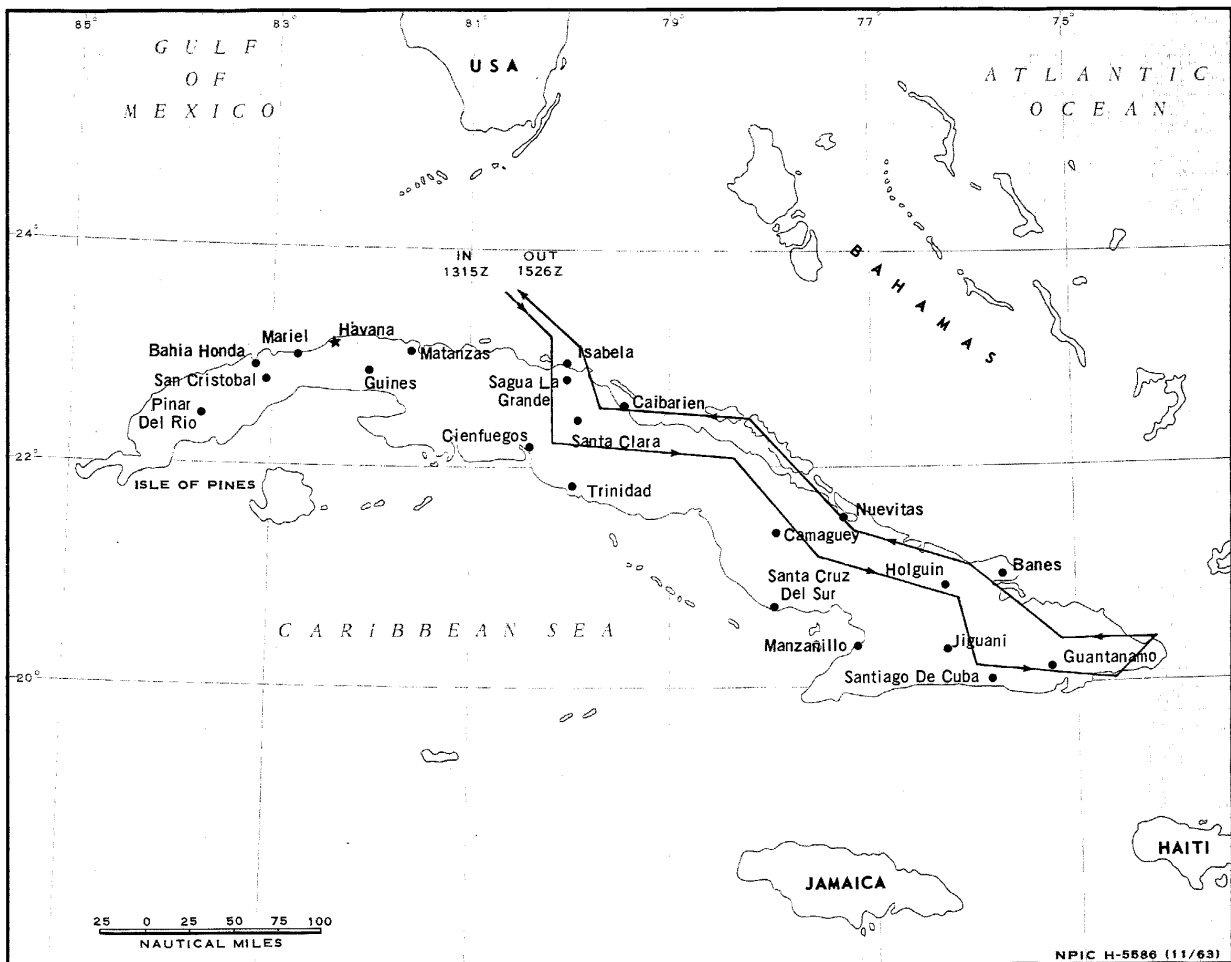 85° 83° 81° 79° 77° 75°
GULF
OF
MEXICO
USA
ATLANTIC
OCEAN
24°
IN OUT
1315Z 1526Z
BAHAMAS
Mariel
Havana
Bahia Honda
Matanzas
Isabela
San Cristobal
Guines
Sagua La
Grande
Pinar
Del Rio
Caibarien
Cienfuegos
Santa Clara
22°
ISLE OF PINES
Trinidad
Nuevitas
Camaguey
Holguin
Banes
Santa Cruz
Del Sur
CARIBBEAN SEA
Manzanillo
Jiguani
Guantanamo
20°
Santiago De Cuba
HAITI
JAMAICA
25 0 25 50 75 100
NAUTICAL MILES
NPIC H-5586 (11/63)